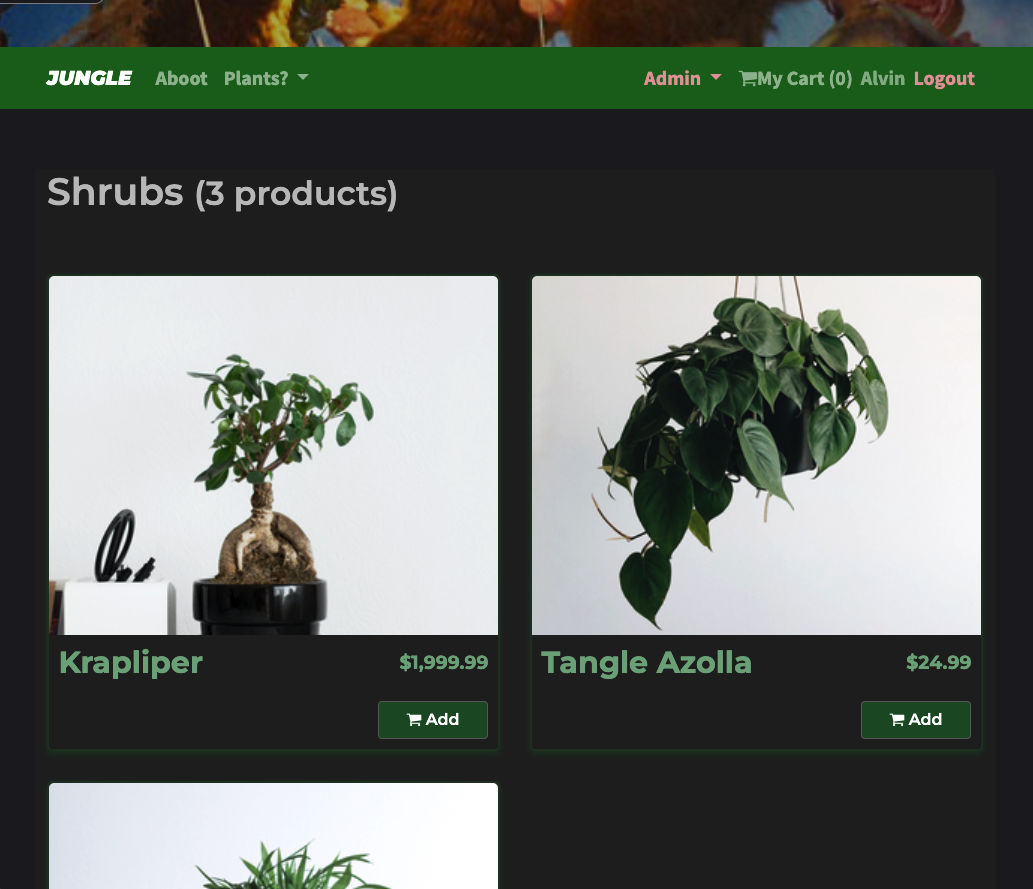 JUNGLE Aboot Plants? Admin My Cart (0) Alvin Logout
Shrubs (3 products)
Krapliper $1,999.99
Add
Tangle Azolla $24.99
Add